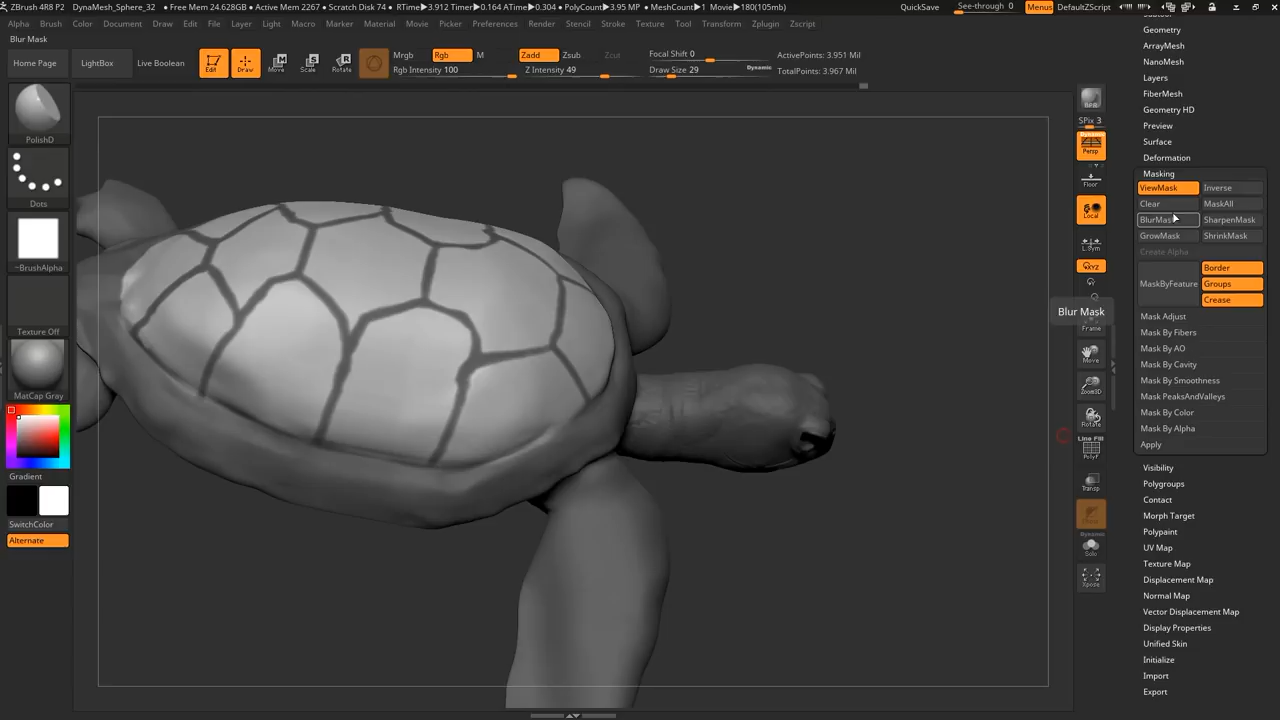 ZBrush 4R8 P2 DynaMesh_Sphere_32 • Free Mem 24.628GB • Active Mem 2267 • Scratch Disk 74 • RTime▶3.912 Timer▶0.164 ATime▶0.304 • PolyCount▶3.95 MP • MeshCount▶1 Movie▶180(105mb) QuickSave See-through 0 Menus DefaultZScript
Alpha Brush Color Document Draw Edit File Layer Light Macro Marker Material Movie Picker Preferences Render Stencil Stroke Texture Tool Transform Zplugin Zscript
Blur Mask
Home Page LightBox Live Boolean
Edit Draw Move Scale Rotate
Mrgb Rgb M
Rgb Intensity 100
Zadd Zsub Zcut
Z Intensity 49
Focal Shift 0
Draw Size 29 Dynamic
ActivePoints: 3.951 Mil
TotalPoints: 3.967 Mil
PolishD
Dots
~BrushAlpha
Texture Off
MatCap Gray
Gradient
SwitchColor
Alternate
BPR
SPix 3
Dynamic
Persp
Floor
Local
L.Sym
XYZ
Blur Mask
Frame
Move
Zoom3D
Rotate
Line Fill
PolyF
Transp
Dynamic
Solo
Xpose
Geometry
ArrayMesh
NanoMesh
Layers
FiberMesh
Geometry HD
Preview
Surface
Deformation
Masking
ViewMask Inverse
Clear MaskAll
BlurMask SharpenMask
GrowMask ShrinkMask
Create Alpha
MaskByFeature
Border
Groups
Crease
Mask Adjust
Mask By Fibers
Mask By AO
Mask By Cavity
Mask By Smoothness
Mask PeaksAndValleys
Mask By Color
Mask By Alpha
Apply
Visibility
Polygroups
Contact
Morph Target
Polypaint
UV Map
Texture Map
Displacement Map
Normal Map
Vector Displacement Map
Display Properties
Unified Skin
Initialize
Import
Export